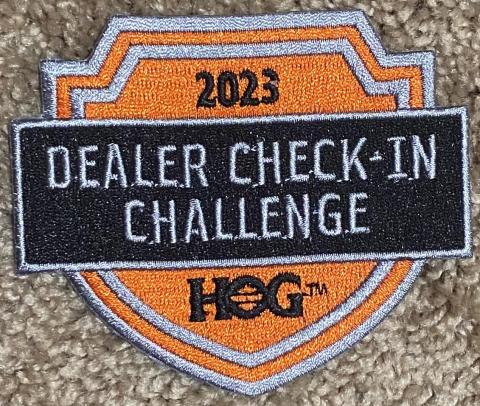 2023
DEALER CHECK-IN
CHALLENGE
HOG™